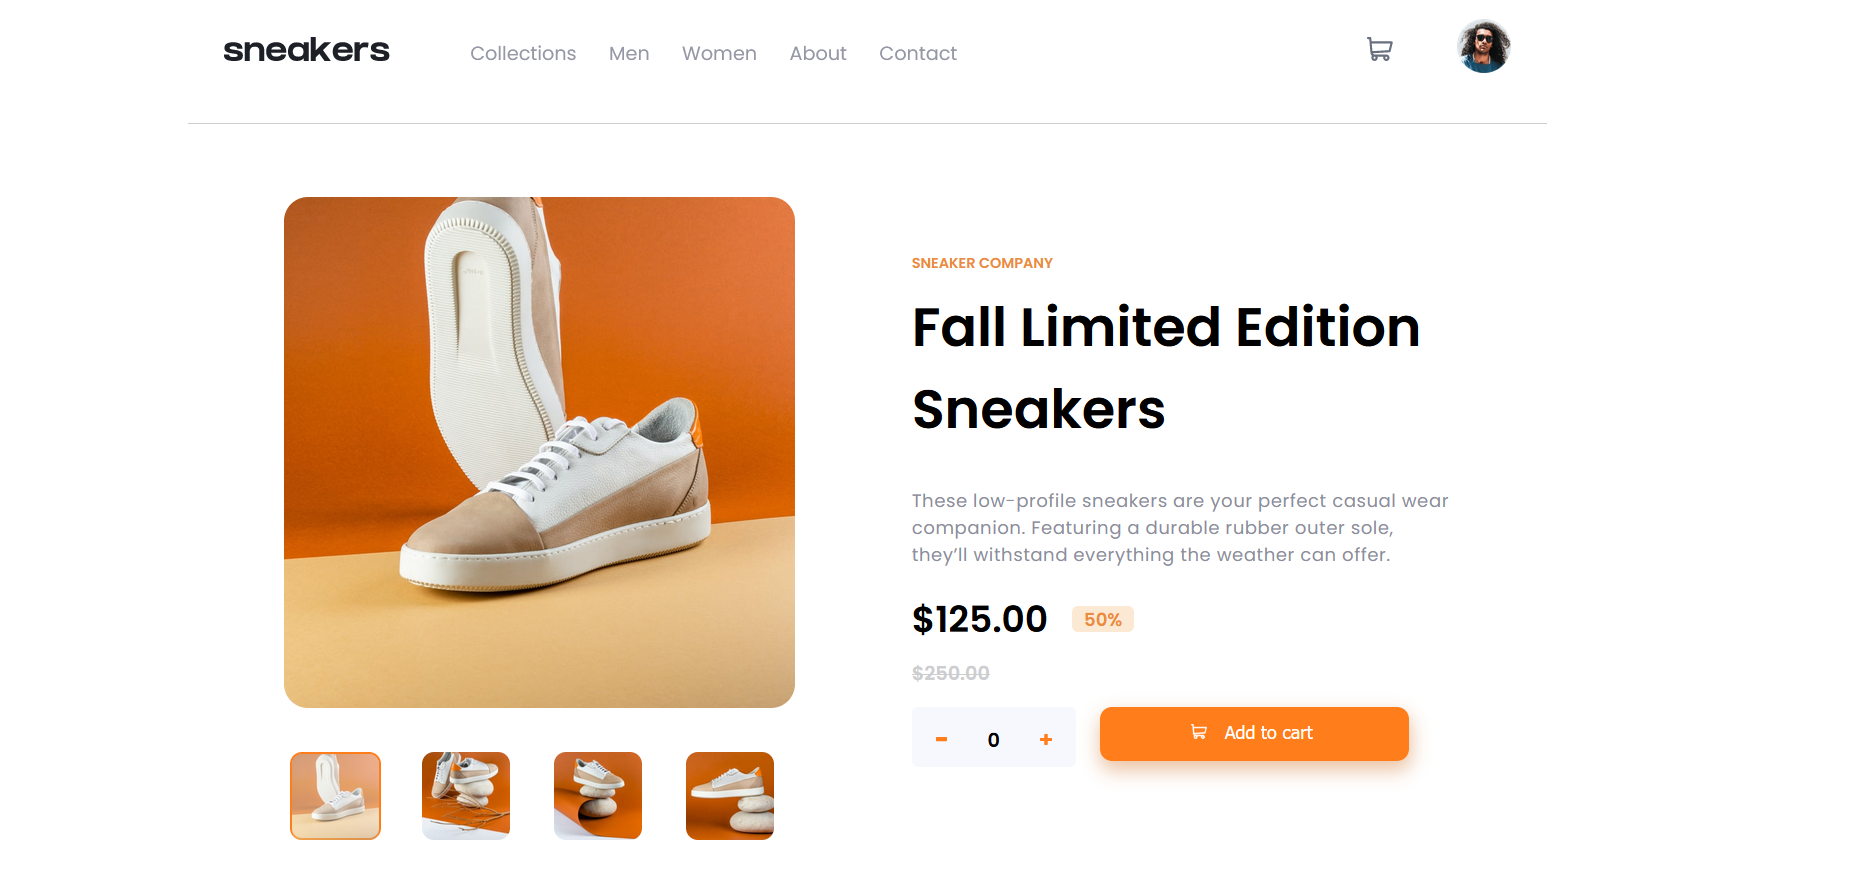 sneakers
Collections Men Women About Contact
SNEAKER COMPANY
Fall Limited Edition
Sneakers
These low-profile sneakers are your perfect casual wear
companion. Featuring a durable rubber outer sole,
they’ll withstand everything the weather can offer.
$125.00 50%
$250.00
- 0 + Add to cart